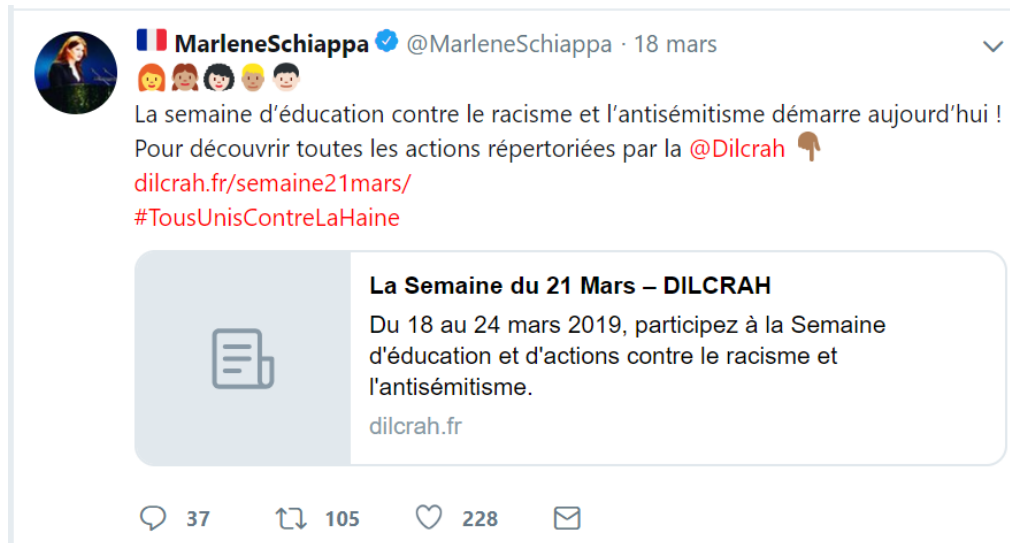 🇫🇷 MarleneSchiappa @MarleneSchiappa · 18 mars
👩‍🦰👧🏽👩🏻‍🦱👱🏼👦🏻
La semaine d’éducation contre le racisme et l’antisémitisme démarre aujourd’hui !
Pour découvrir toutes les actions répertoriées par la @Dilcrah 👇🏾
dilcrah.fr/semaine21mars/
#TousUnisContreLaHaine
La Semaine du 21 Mars – DILCRAH
Du 18 au 24 mars 2019, participez à la Semaine
d'éducation et d'actions contre le racisme et
l'antisémitisme.
dilcrah.fr
37 105 228